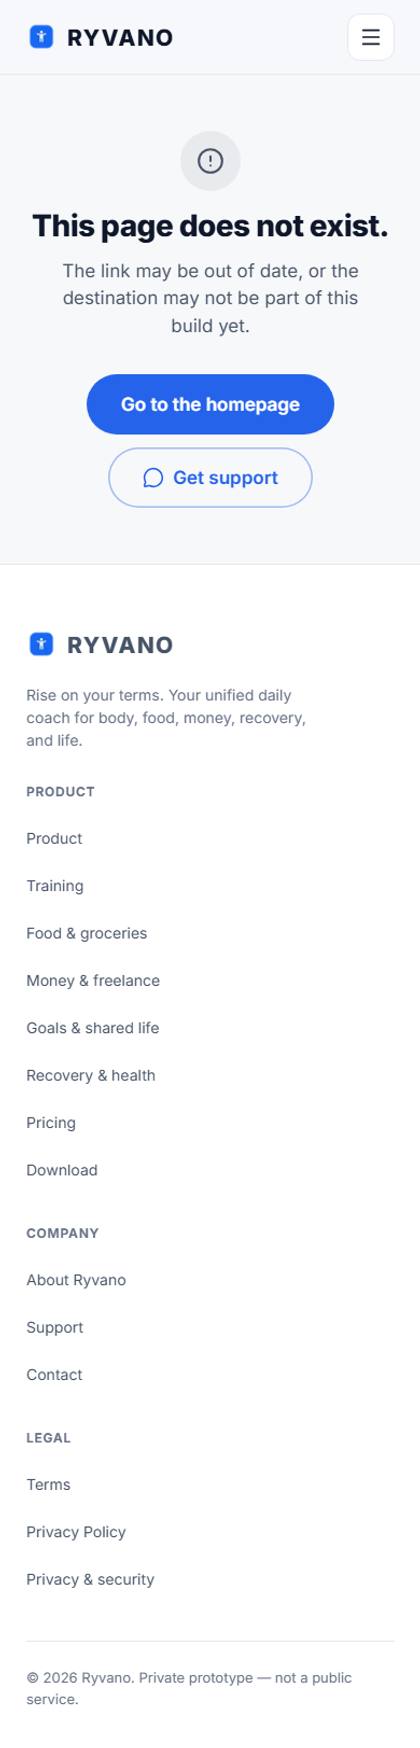 RYVANO
This page does not exist.
The link may be out of date, or the
destination may not be part of this
build yet.
Go to the homepage
Get support
RYVANO
Rise on your terms. Your unified daily
coach for body, food, money, recovery,
and life.
PRODUCT
Product
Training
Food & groceries
Money & freelance
Goals & shared life
Recovery & health
Pricing
Download
COMPANY
About Ryvano
Support
Contact
LEGAL
Terms
Privacy Policy
Privacy & security
© 2026 Ryvano. Private prototype — not a public
service.